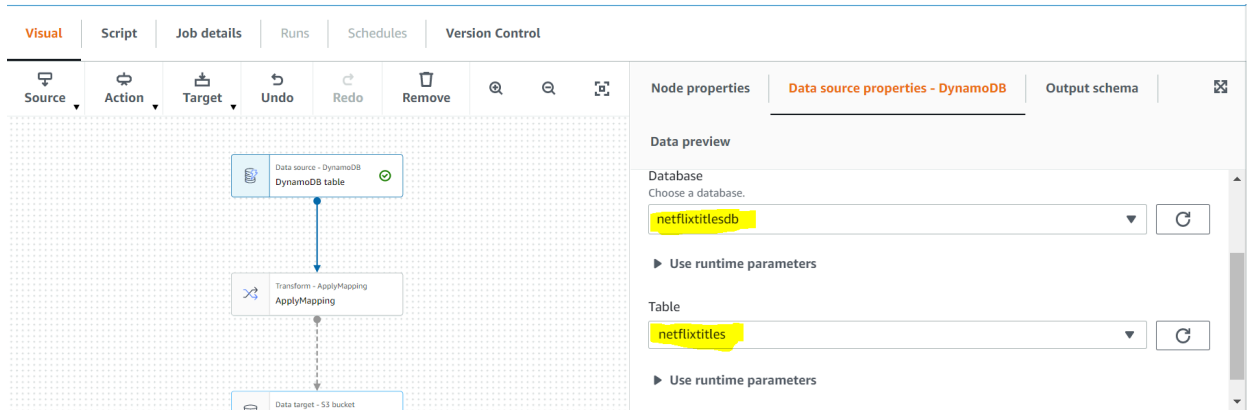 Visual Script Job details Runs Schedules Version Control
Source Action Target Undo Redo Remove
Data source - DynamoDB
DynamoDB table
Transform - ApplyMapping
ApplyMapping
Data target - S3 bucket
Node properties Data source properties - DynamoDB Output schema
Data preview
Database
Choose a database.
netflixtitlesdb
Use runtime parameters
Table
netflixtitles
Use runtime parameters